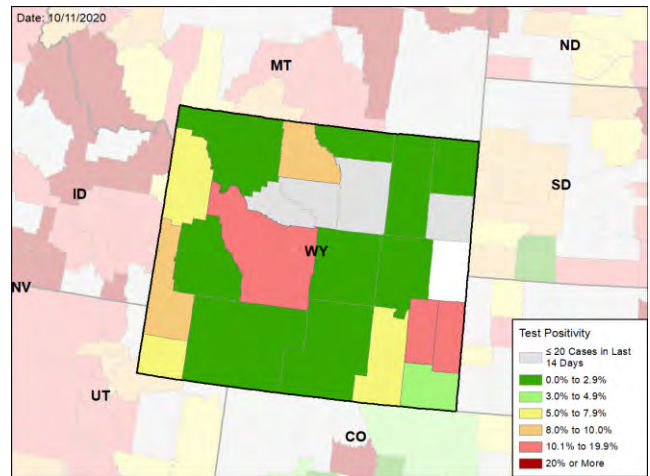 Date: 10/11/2020
ND
MT
ID
SD
WY
NV
UT
CO
Test Positivity
≤ 20 Cases in Last
14 Days
0.0% to 2.9%
3.0% to 4.9%
5.0% to 7.9%
8.0% to 10.0%
10.1% to 19.9%
20% or More